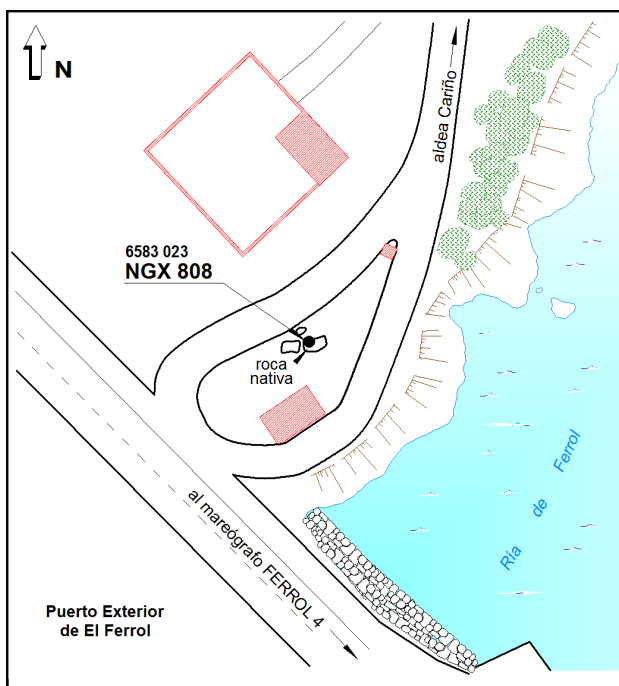 N
aldea Cariño
6583 023
NGX 808
roca
nativa
al mareógrafo FERROL 4
Ría de Ferrol
Puerto Exterior
de El Ferrol